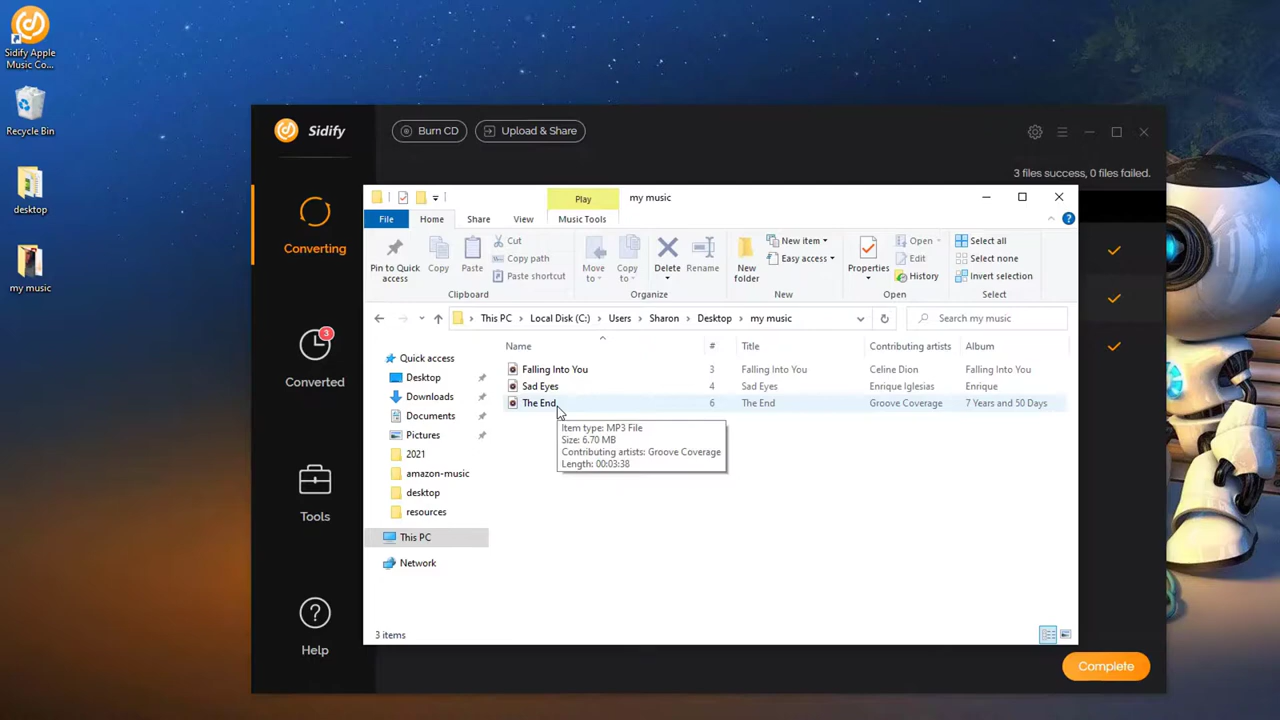 Sidify Apple
Music Co...
Recycle Bin
desktop
my music
Sidify
Burn CD
Upload & Share
3 files success, 0 files failed.
Converting
3
Converted
Tools
Help
Complete
Play
my music
File
Home
Share
View
Music Tools
Pin to Quick
access
Copy
Paste
Cut
Copy path
Paste shortcut
Clipboard
Move
to
Copy
to
Delete
Rename
Organize
New
folder
New item
Easy access
New
Properties
Open
Edit
History
Open
Select all
Select none
Invert selection
Select
This PC > Local Disk (C:) > Users > Sharon > Desktop > my music
Search my music
Name # Title Contributing artists Album
Falling Into You 3 Falling Into You Celine Dion Falling Into You
Sad Eyes 4 Sad Eyes Enrique Iglesias Enrique
The End 6 The End Groove Coverage 7 Years and 50 Days
Item type: MP3 File
Size: 6.70 MB
Contributing artists: Groove Coverage
Length: 00:03:38
Quick access
Desktop
Downloads
Documents
Pictures
2021
amazon-music
desktop
resources
This PC
Network
3 items